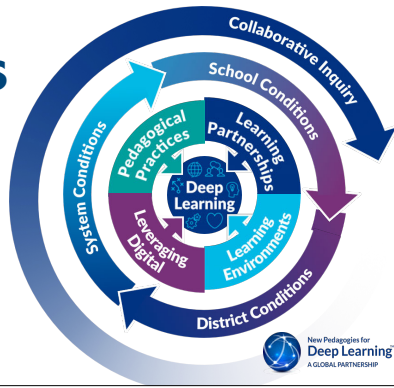 s
Collaborative Inquiry
School Conditions
System Conditions
District Conditions
Pedagogical
Practices
Learning
Partnerships
Deep
Learning
Leveraging
Digital
Learning
Environments
New Pedagogies for
Deep Learning™
A GLOBAL PARTNERSHIP